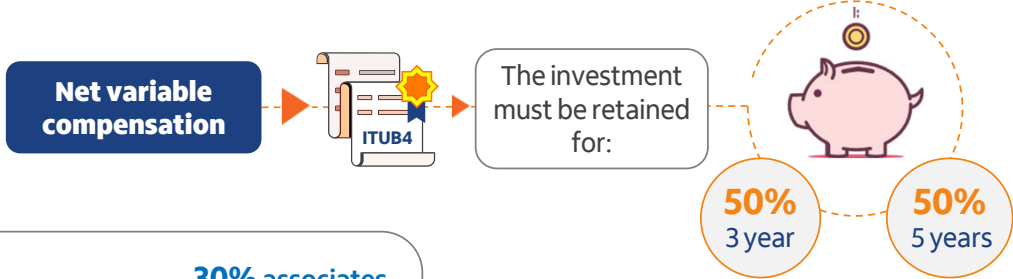 Net variable
compensation
ITUB4
The investment
must be retained
for:
50%
3 year
50%
5 years
30% associates